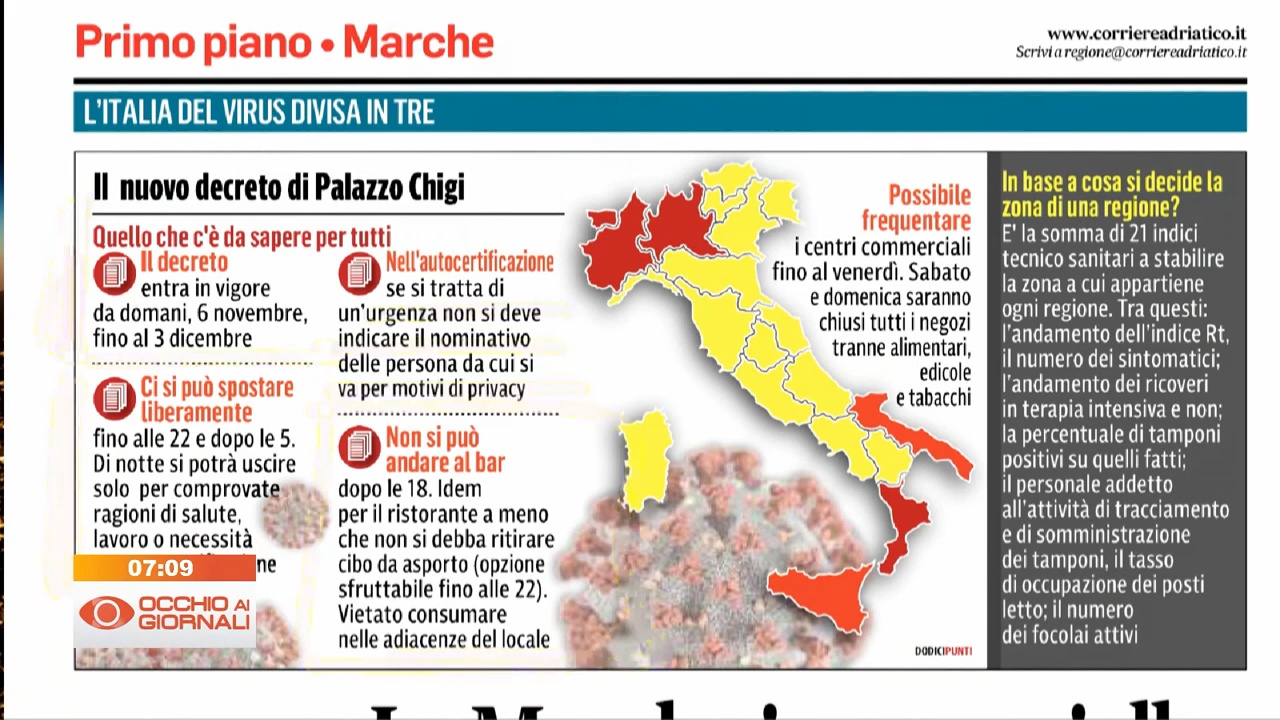 Primo piano • Marche
www.corriereadriatico.it
Scrivi a regione@corriereadriatico.it
L'ITALIA DEL VIRUS DIVISA IN TRE
Il nuovo decreto di Palazzo Chigi
Quello che c'è da sapere per tutti
Il decreto
entra in vigore
da domani, 6 novembre,
fino al 3 dicembre
Ci si può spostare
liberamente
fino alle 22 e dopo le 5.
Di notte si potrà uscire
solo per comprovate
ragioni di salute,
lavoro o necessità
Nell'autocertificazione
se si tratta di
un'urgenza non si deve
indicare il nominativo
delle persona da cui si
va per motivi di privacy
Non si può
andare al bar
dopo le 18. Idem
per il ristorante a meno
che non si debba ritirare
cibo da asporto (opzione
sfruttabile fino alle 22).
Vietato consumare
nelle adiacenze del locale
Possibile
frequentare
i centri commerciali
fino al venerdì. Sabato
e domenica saranno
chiusi tutti i negozi
tranne alimentari,
edicole
e tabacchi
DODICIPUNTI
In base a cosa si decide la
zona di una regione?
E' la somma di 21 indici
tecnico sanitari a stabilire
la zona a cui appartiene
ogni regione. Tra questi:
l'andamento dell'indice Rt,
il numero dei sintomatici;
l'andamento dei ricoveri
in terapia intensiva e non;
la percentuale di tamponi
positivi su quelli fatti;
il personale addetto
all'attività di tracciamento
e di somministrazione
dei tamponi, il tasso
di occupazione dei posti
letto; il numero
dei focolai attivi
07:09
OCCHIO AI
GIORNALI